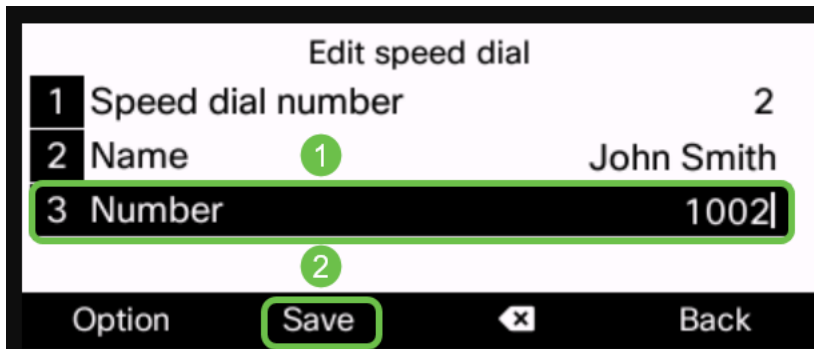 Edit speed dial
1 Speed dial number 2
2 Name 1 John Smith
3 Number 1002
2
Option Save Back